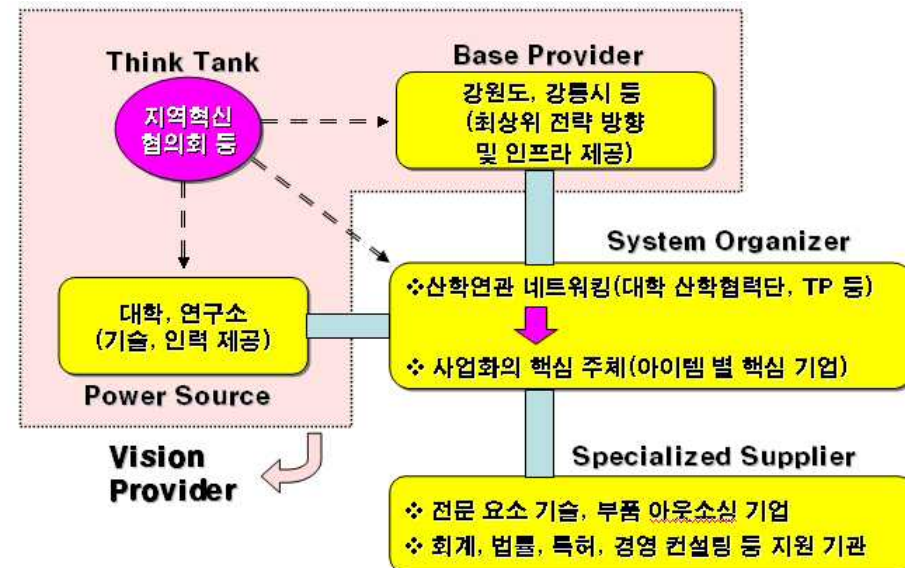 Think Tank
Base Provider
지역혁신
협의회 등
강원도, 강릉시 등
(최상위 전략 방향
및 인프라 제공)
System Organizer
❖산학연관 네트워킹(대학 산학협력단, TP 등)
❖ 사업화의 핵심 주체(아이템 별 핵심 기업)
대학, 연구소
(기술, 인력 제공)
Power Source
Vision
Provider
Specialized Supplier
❖ 전문 요소 기술, 부품 아웃소싱 기업
❖ 회계, 법률, 특허, 경영 컨설팅 등 지원 기관